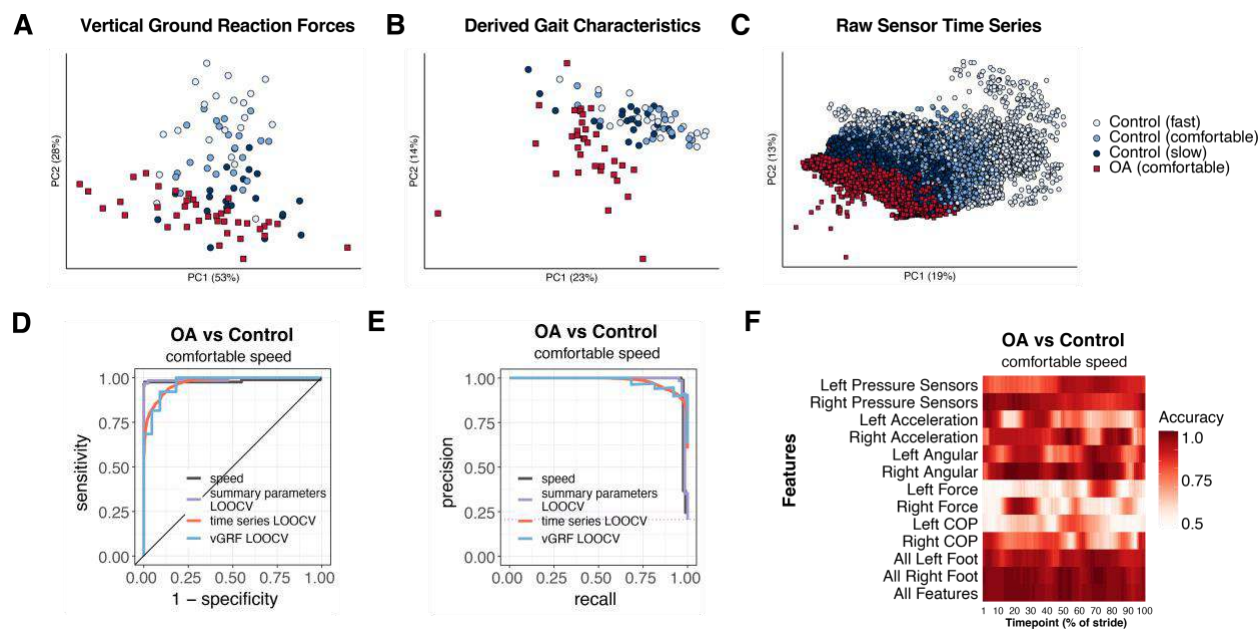 A
Vertical Ground Reaction Forces
PC2 (28%)
PC1 (53%)
B
Derived Gait Characteristics
PC2 (14%)
PC1 (23%)
C
Raw Sensor Time Series
PC2 (13%)
PC1 (19%)
Control (fast)
Control (comfortable)
Control (slow)
OA (comfortable)
D
OA vs Control
comfortable speed
sensitivity
1.00
0.75
0.50
0.25
0.00
speed
summary parameters
LOOCV
time series LOOCV
vGRF LOOCV
0.00 0.25 0.50 0.75 1.00
1 − specificity
E
OA vs Control
comfortable speed
precision
1.00
0.75
0.50
0.25
0.00
speed
summary parameters
LOOCV
time series LOOCV
vGRF LOOCV
0.00 0.25 0.50 0.75 1.00
recall
F
OA vs Control
comfortable speed
Features
Left Pressure Sensors
Right Pressure Sensors
Left Acceleration
Right Acceleration
Left Angular
Right Angular
Left Force
Right Force
Left COP
Right COP
All Left Foot
All Right Foot
All Features
1 10 20 30 40 50 60 70 80 90 100
Timepoint (% of stride)
Accuracy
1.0
0.75
0.5